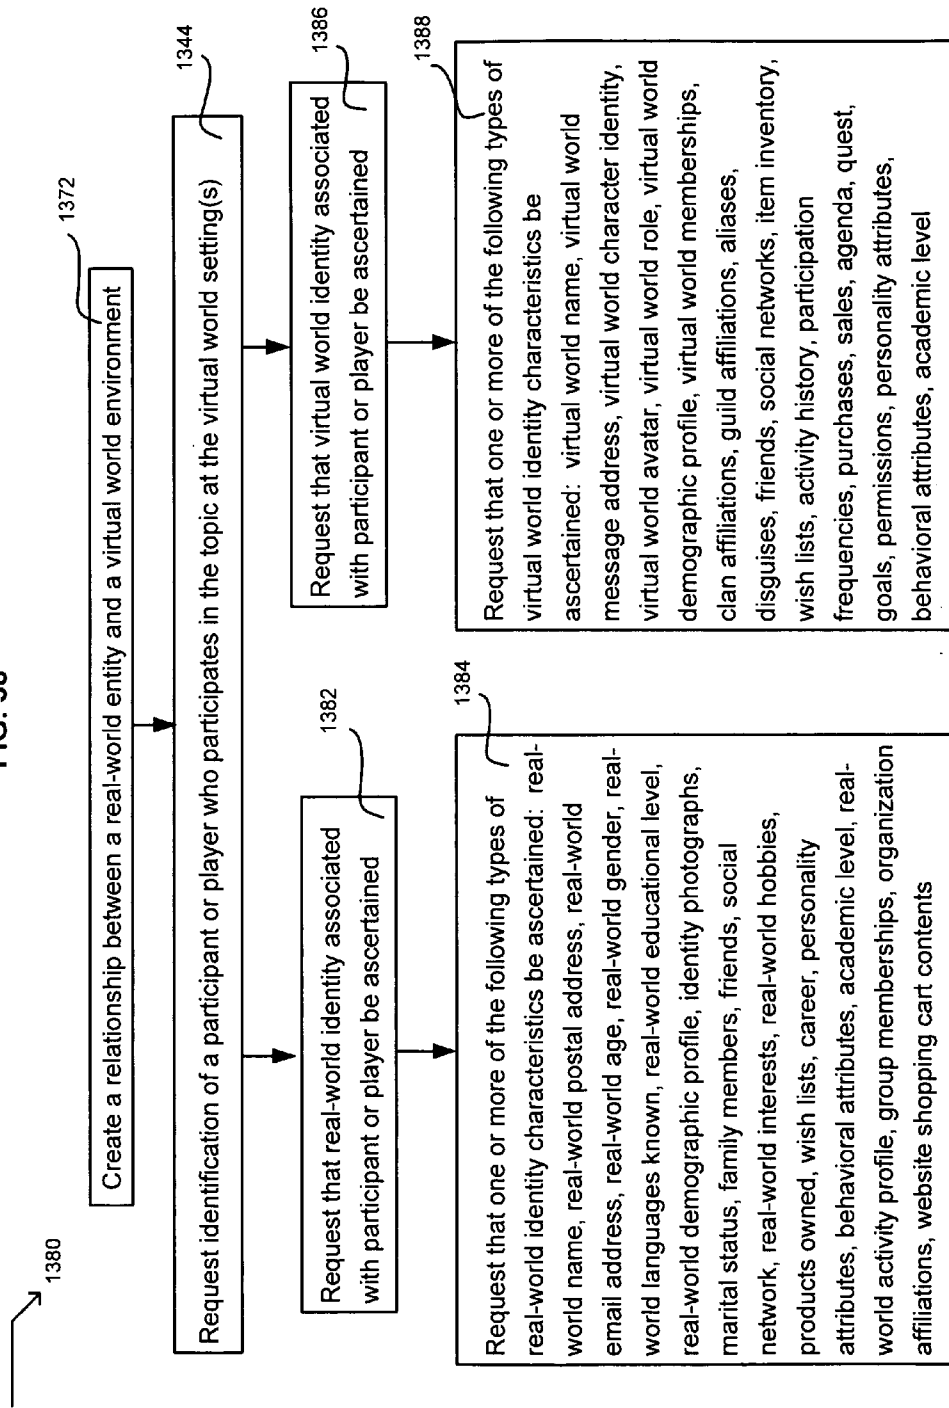 1380
Create a relationship between a real-world entity and a virtual world environment
1372
Request identification of a participant or player who participates in the topic at the virtual world setting(s)
1344
Request that real-world identity associated
with participant or player be ascertained
1382
Request that virtual world identity associated
with participant or player be ascertained
1386
Request that one or more of the following types of
real-world identity characteristics be ascertained: real-
world name, real-world postal address, real-world
email address, real-world age, real-world gender, real-
world languages known, real-world educational level,
real-world demographic profile, identity photographs,
marital status, family members, friends, social
network, real-world interests, real-world hobbies,
products owned, wish lists, career, personality
attributes, behavioral attributes, academic level, real-
world activity profile, group memberships, organization
affiliations, website shopping cart contents
1384
Request that one or more of the following types of
virtual world identity characteristics be
ascertained: virtual world name, virtual world
message address, virtual world character identity,
virtual world avatar, virtual world role, virtual world
demographic profile, virtual world memberships,
clan affiliations, guild affiliations, aliases,
disguises, friends, social networks, item inventory,
wish lists, activity history, participation
frequencies, purchases, sales, agenda, quest,
goals, permissions, personality attributes,
behavioral attributes, academic level
1388